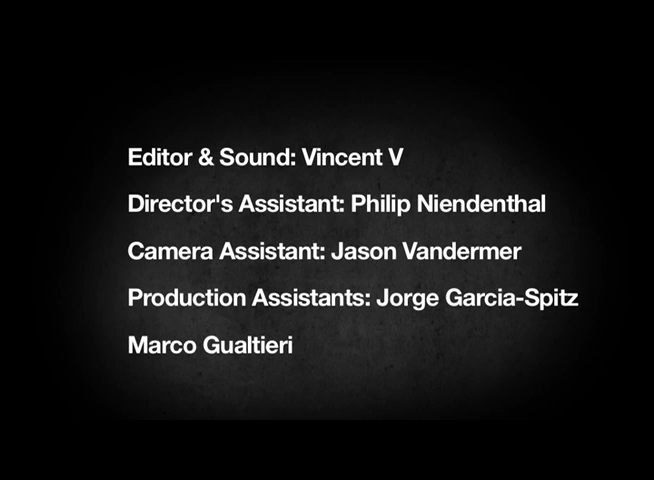 Editor & Sound: Vincent V
Director's Assistant: Philip Niendenthal
Camera Assistant: Jason Vandermer
Production Assistants: Jorge Garcia-Spitz
Marco Gualtieri